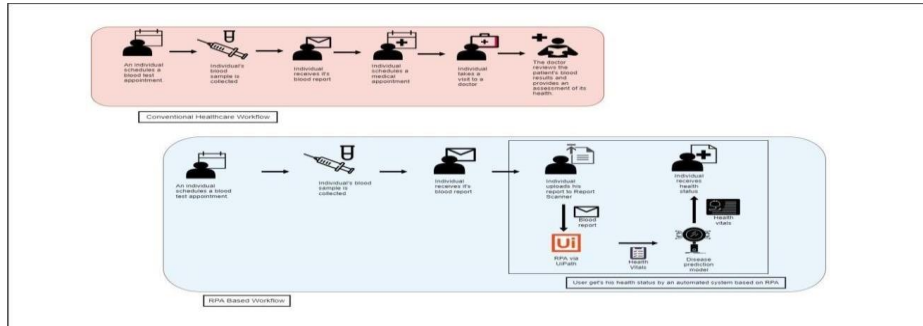 An individual
schedules a
blood test
appointment.
Individual's
blood
sample is
collected
Individual
receives it's
blood report
Individual
schedules a
medical
appointment
Individual
takes a
visit to a
doctor
The doctor
reviews the
patient's blood
results and
provides an
assessment of its
health.
Conventional Healthcare Workflow
An individual
schedules a blood
test appointment.
Individual's blood
sample is
collected
Individual
receives it's
blood report
Individual
uploads his
report to Report
Scanner
Individual
receives
health
status
Blood
report
Health
vitals
Ui
RPA via
UiPath
Health
Vitals
Disease
prediction
model
User get's his health status by an automated system based on RPA
RPA Based Workflow